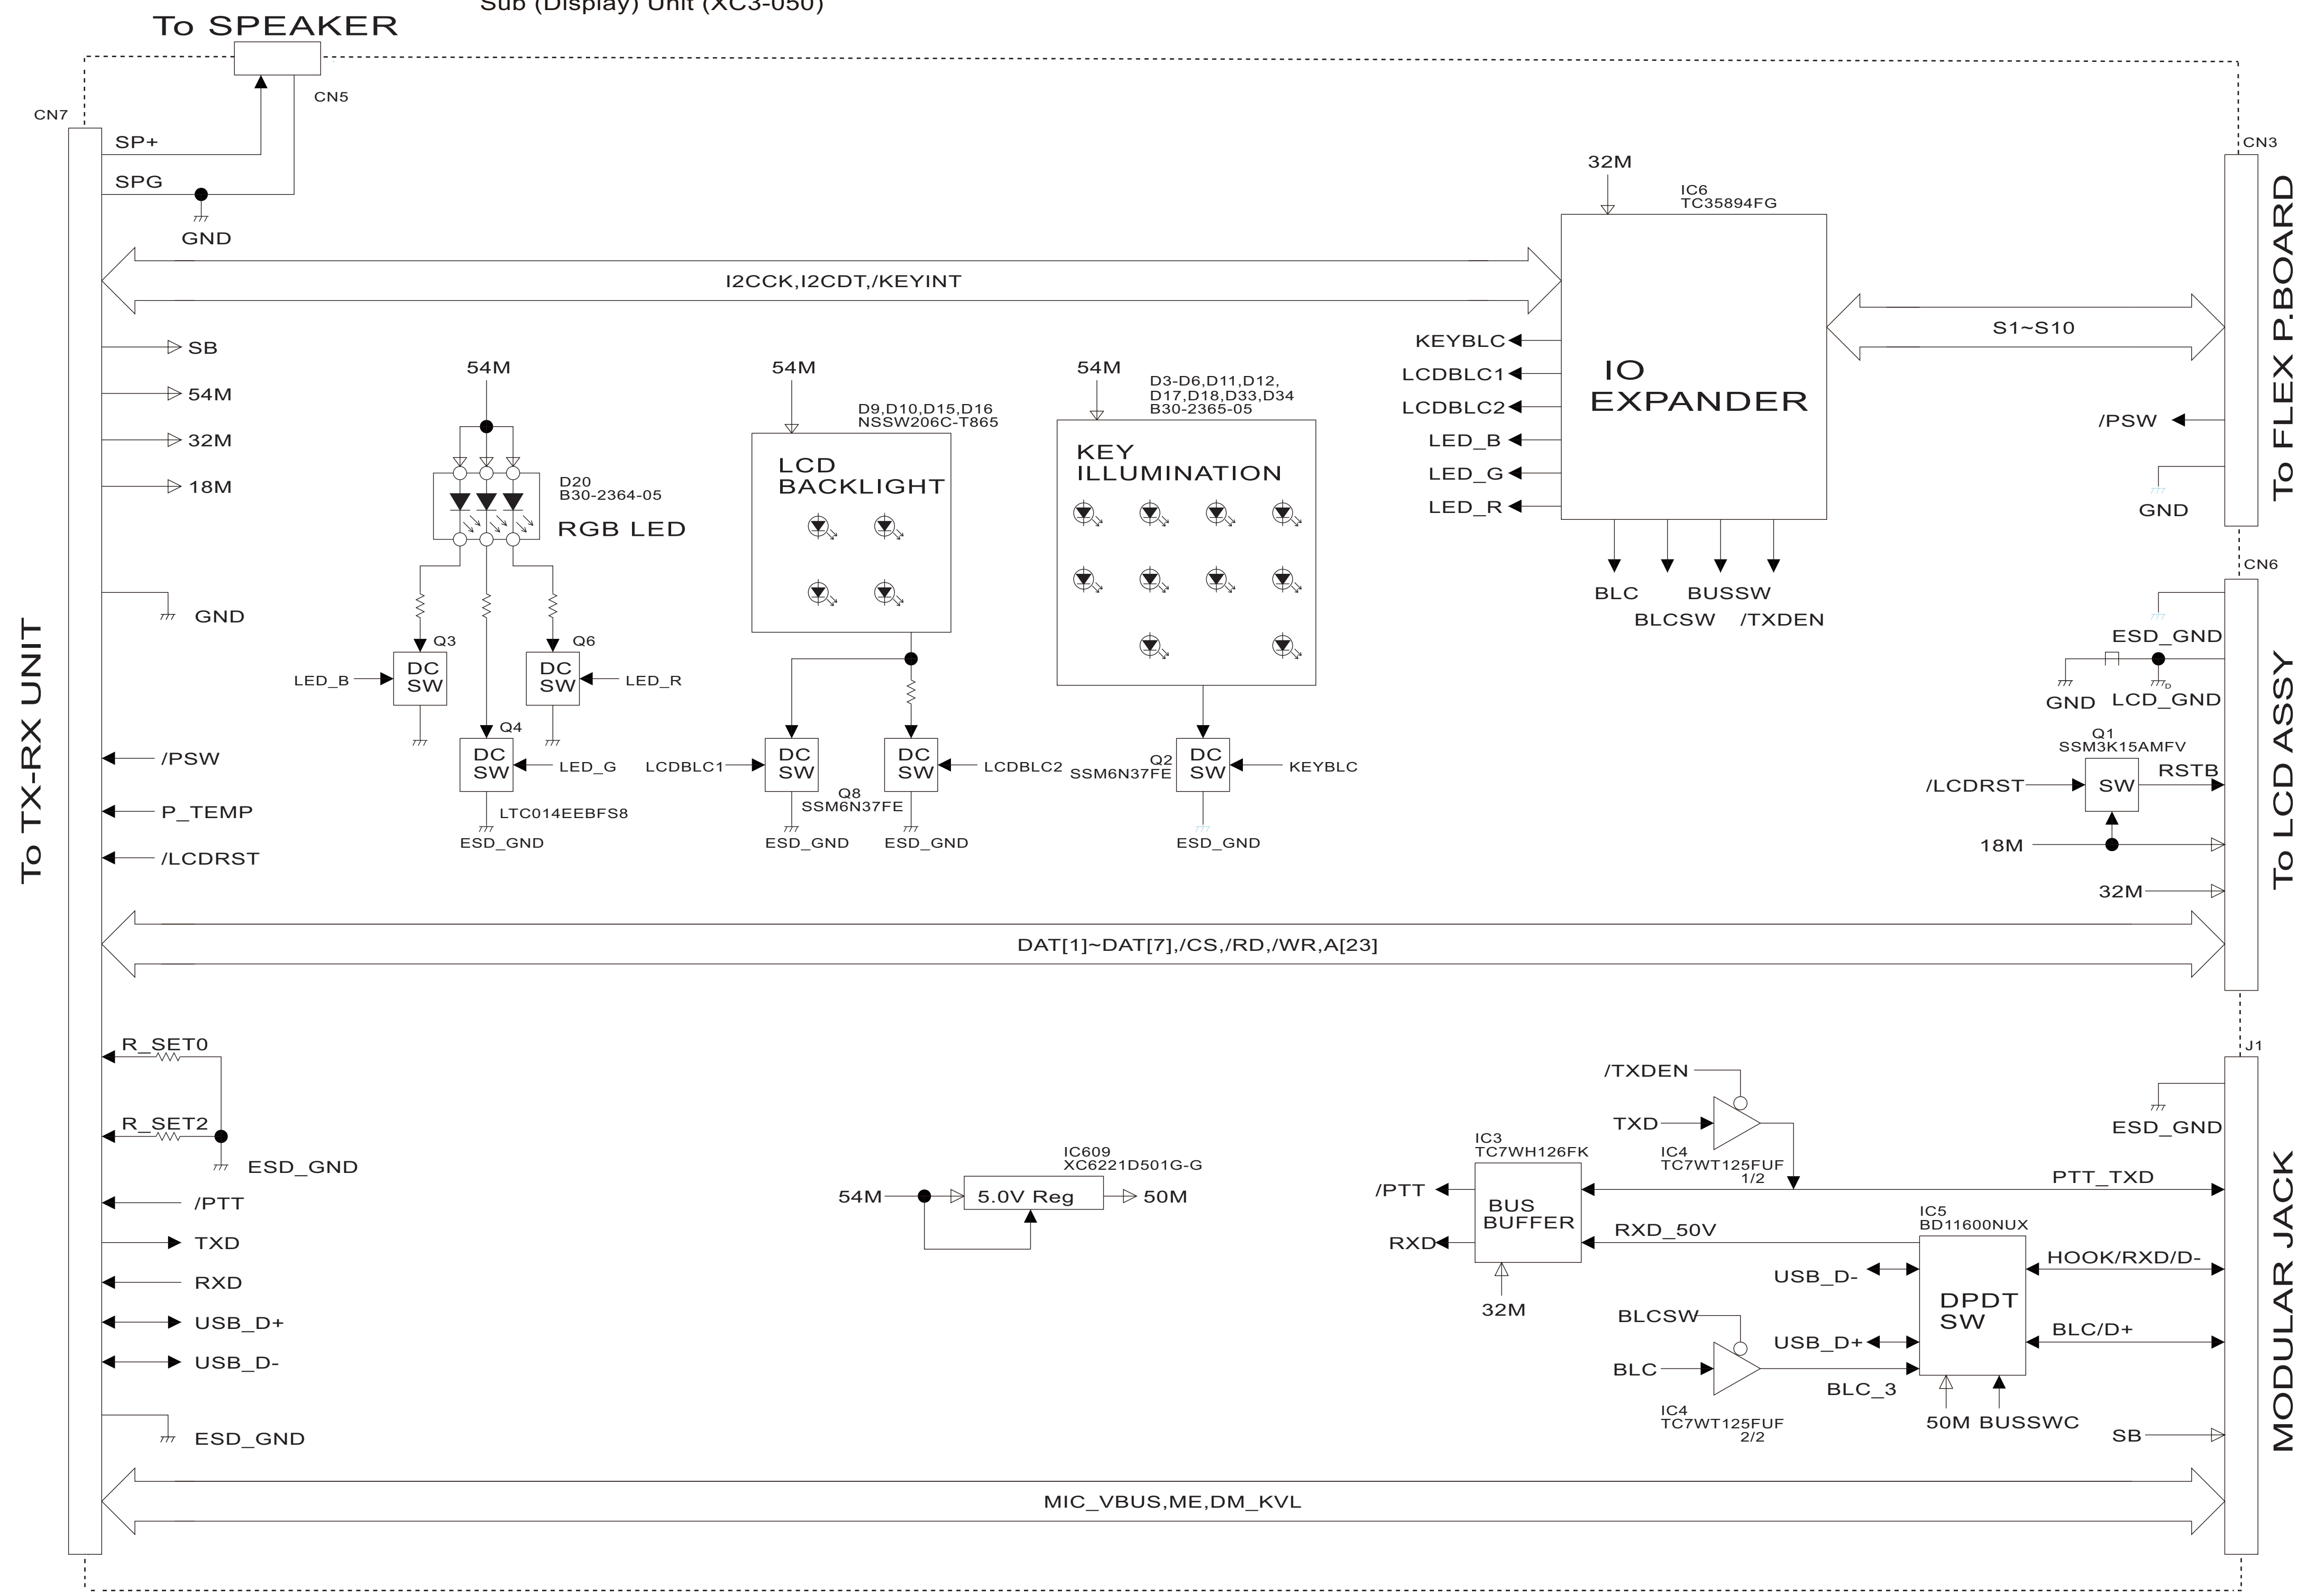 Sub (Display) Unit (XC3-050)
To SPEAKER
CN5
CN7
SP+
SPG
GND
I2CCK,I2CDT,/KEYINT
SB
54M
32M
18M
GND
To TX-RX UNIT
/PSW
P_TEMP
/LCDRST
54M
D20
B30-2364-05
RGB LED
Q3
DC
SW
LED_B
Q6
DC
SW
LED_R
Q4
DC
SW
LED_G
LTC014EEBFS8
ESD_GND
54M
D9,D10,D15,D16
NSSW206C-T865
LCD
BACKLIGHT
LCDBLC1
DC
SW
DC
SW
LCDBLC2
Q8
SSM6N37FE
ESD_GND
ESD_GND
54M
D3-D6,D11,D12,
D17,D18,D33,D34
B30-2365-05
KEY
ILLUMINATION
Q2
SSM6N37FE
DC
SW
KEYBLC
ESD_GND
32M
IC6
TC35894FG
IO
EXPANDER
KEYBLC
LCDBLC1
LCDBLC2
LED_B
LED_G
LED_R
BLC
BUSSW
BLCSW
/TXDEN
S1~S10
CN3
To FLEX P.BOARD
/PSW
GND
CN6
ESD_GND
GND
LCD_GND
D
Q1
SSM3K15AMFV
/LCDRST
SW
RSTB
18M
32M
To LCD ASSY
DAT[1]~DAT[7],/CS,/RD,/WR,A[23]
R_SET0
R_SET2
ESD_GND
/PTT
TXD
RXD
USB_D+
USB_D-
ESD_GND
IC609
XC6221D501G-G
54M
5.0V Reg
50M
/TXDEN
TXD
IC4
TC7WT125FUF
1/2
IC3
TC7WH126FK
/PTT
BUS
BUFFER
RXD
32M
RXD_50V
PTT_TXD
IC5
BD11600NUX
USB_D-
DPDT
SW
USB_D+
HOOK/RXD/D-
BLC/D+
BLCSW
BLC
BLC_3
IC4
TC7WT125FUF
2/2
50M
BUSSWC
J1
ESD_GND
SB
MODULAR JACK
MIC_VBUS,ME,DM_KVL